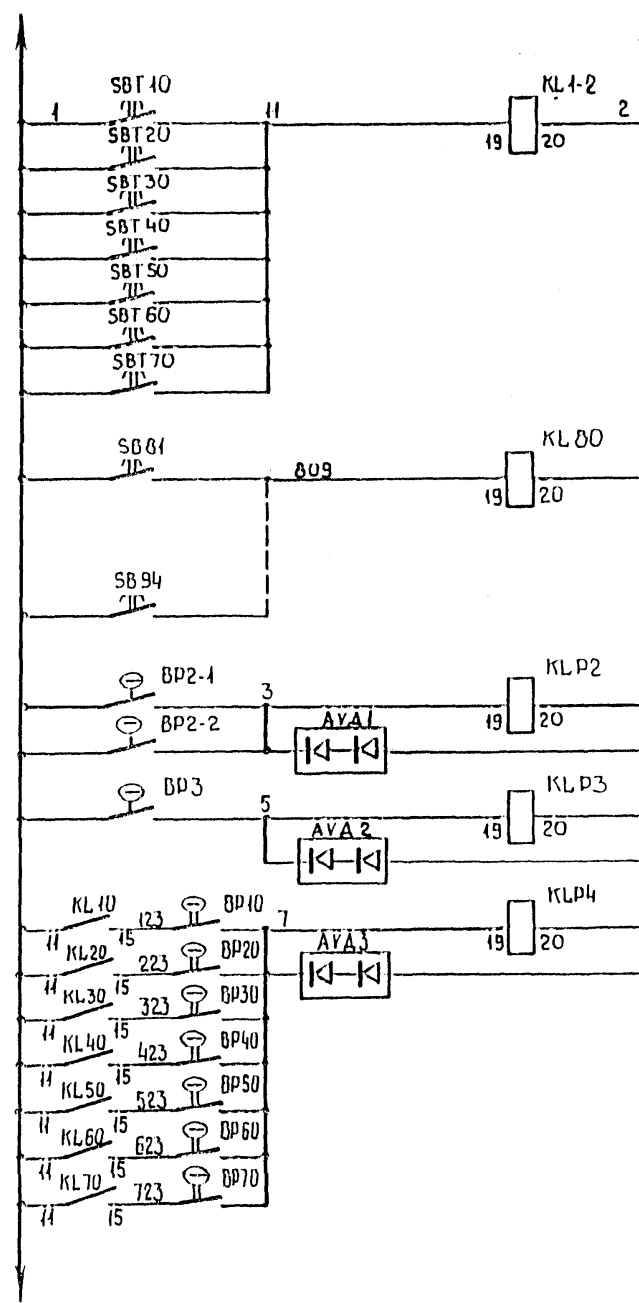 SBT10 KL1-2
1 11 2
SBT20 19 20
SBT30
SBT40
SBT50
SBT60
SBT70
SB81 KL80
809
19 20
SB94
BP2-1 3 KLP2
BP2-2 АУД1 19 20
BP3 5 KLP3
АУД2 19 20
KL10 123 BP10 7 KLP4
11 15 АУД3 19 20
KL20 223 BP20
11 15
KL30 323 BP30
11 15
KL40 423 BP40
11 15
KL50 523 BP50
11 15
KL60 623 BP60
11 15
KL70 723 BP70
11 15